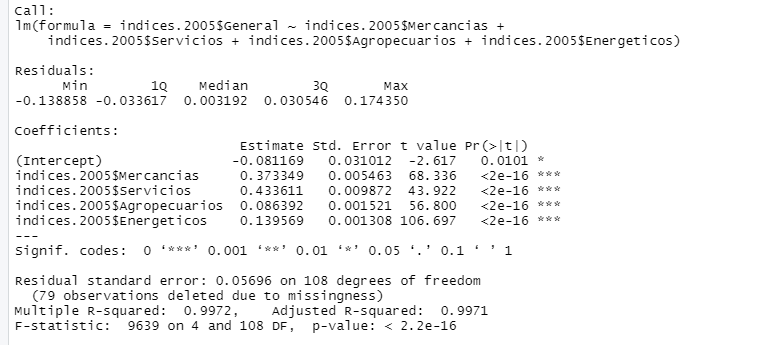 Call:
lm(formula = indices.2005$General ~ indices.2005$Mercancias +
    indices.2005$Servicios + indices.2005$Agropecuarios + indices.2005$Energeticos)

Residuals:
      Min        1Q    Median        3Q       Max
-0.138858 -0.033617  0.003192  0.030546  0.174350

Coefficients:
                            Estimate Std. Error t value Pr(>|t|)
(Intercept)                -0.081169   0.031012  -2.617   0.0101 *
indices.2005$Mercancias     0.373349   0.005463  68.336   <2e-16 ***
indices.2005$Servicios      0.433611   0.009872  43.922   <2e-16 ***
indices.2005$Agropecuarios  0.086392   0.001521  56.800   <2e-16 ***
indices.2005$Energeticos    0.139569   0.001308 106.697   <2e-16 ***
---
Signif. codes:  0 ‘***’ 0.001 ‘**’ 0.01 ‘*’ 0.05 ‘.’ 0.1 ‘ ’ 1

Residual standard error: 0.05696 on 108 degrees of freedom
  (79 observations deleted due to missingness)
Multiple R-squared:  0.9972,    Adjusted R-squared:  0.9971
F-statistic:  9639 on 4 and 108 DF,  p-value: < 2.2e-16